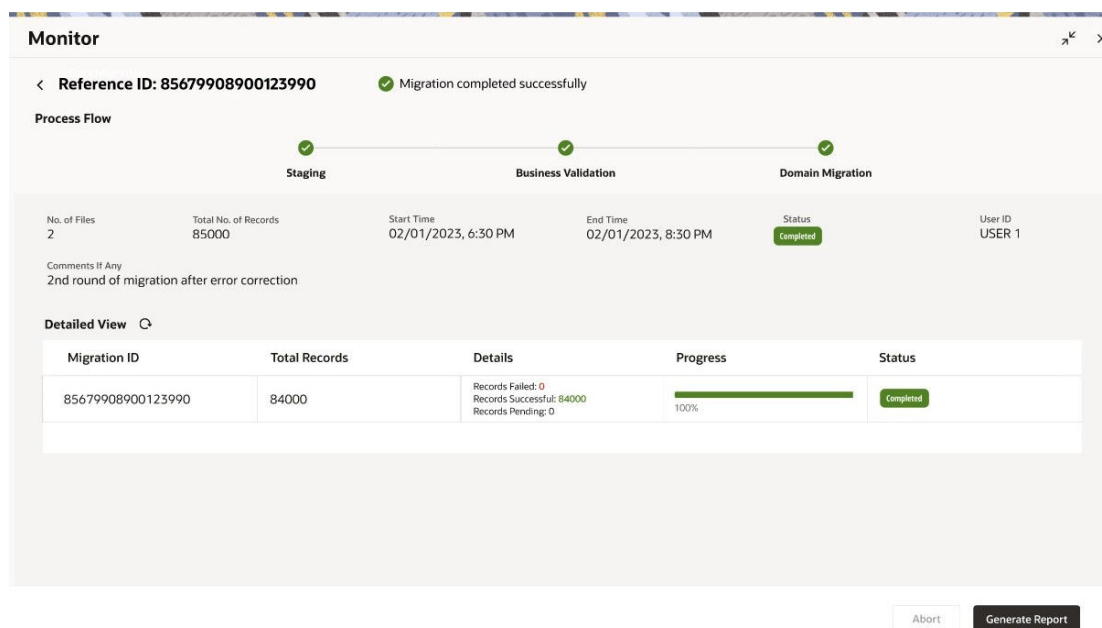 Monitor
Reference ID: 85679908900123990 Migration completed successfully
Process Flow
Staging Business Validation Domain Migration
No. of Files Total No. of Records Start Time End Time Status User ID
2 85000 02/01/2023, 6:30 PM 02/01/2023, 8:30 PM Completed USER 1
Comments If Any
2nd round of migration after error correction
Detailed View
Migration ID Total Records Details Progress Status
Records Failed: 0
85679908900123990 84000 Records Successful: 84000 Completed
Records Pending: 0 100%
Abort Generate Report